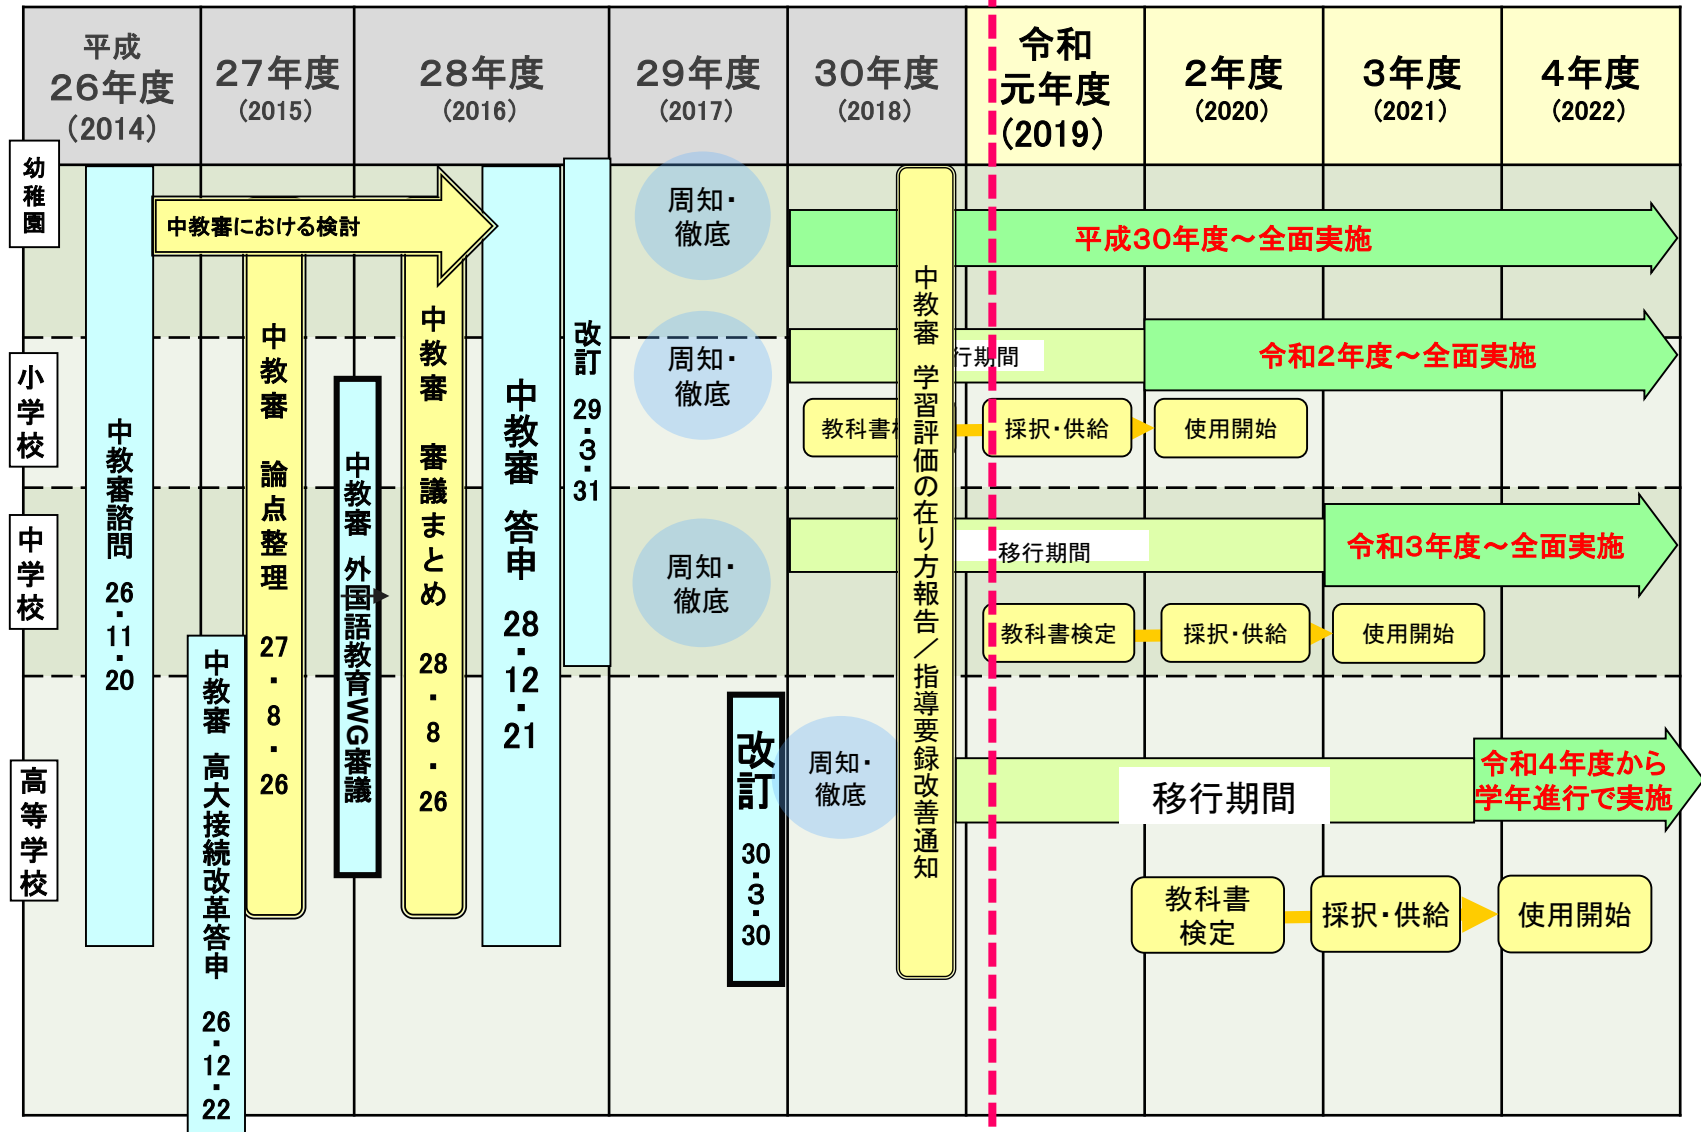 平成
26年度
(2014)
27年度
(2015)
28年度
(2016)
29年度
(2017)
30年度
(2018)
令和
元年度
(2019)
2年度
(2020)
3年度
(2021)
4年度
(2022)
幼稚園
小学校
中学校
高等学校
中教審諮問 26・11・20
中教審における検討
中教審 高大接続改革答申 26・12・22
中教審 論点整理 27・8・26
中教審 外国語教育WG審議
中教審 審議まとめ 28・8・26
中教審 答申 28・12・21
改訂 29・3・31
周知・
徹底
平成30年度～全面実施
周知・
徹底
行期間
令和2年度～全面実施
教科書
採択・供給
使用開始
周知・
徹底
移行期間
令和3年度～全面実施
教科書検定
採択・供給
使用開始
改訂 30・3・30
周知・
徹底
中教審 学習評価の在り方報告／指導要録改善通知
移行期間
令和4年度から
学年進行で実施
教科書
検定
採択・供給
使用開始